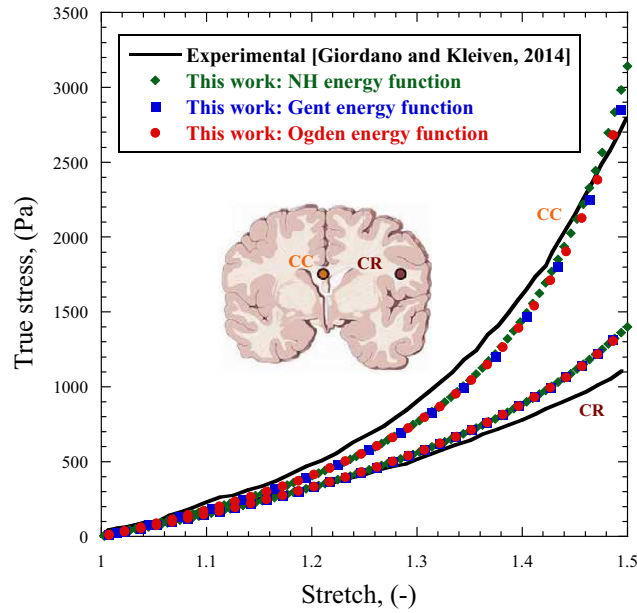 3500
3000
2500
2000
1500
1000
500
0
True stress, (Pa)
Experimental [Giordano and Kleiven, 2014]
This work: NH energy function
This work: Gent energy function
This work: Ogden energy function
CC
CC
CR
CR
1
1.1
1.2
1.3
1.4
1.5
Stretch, (-)